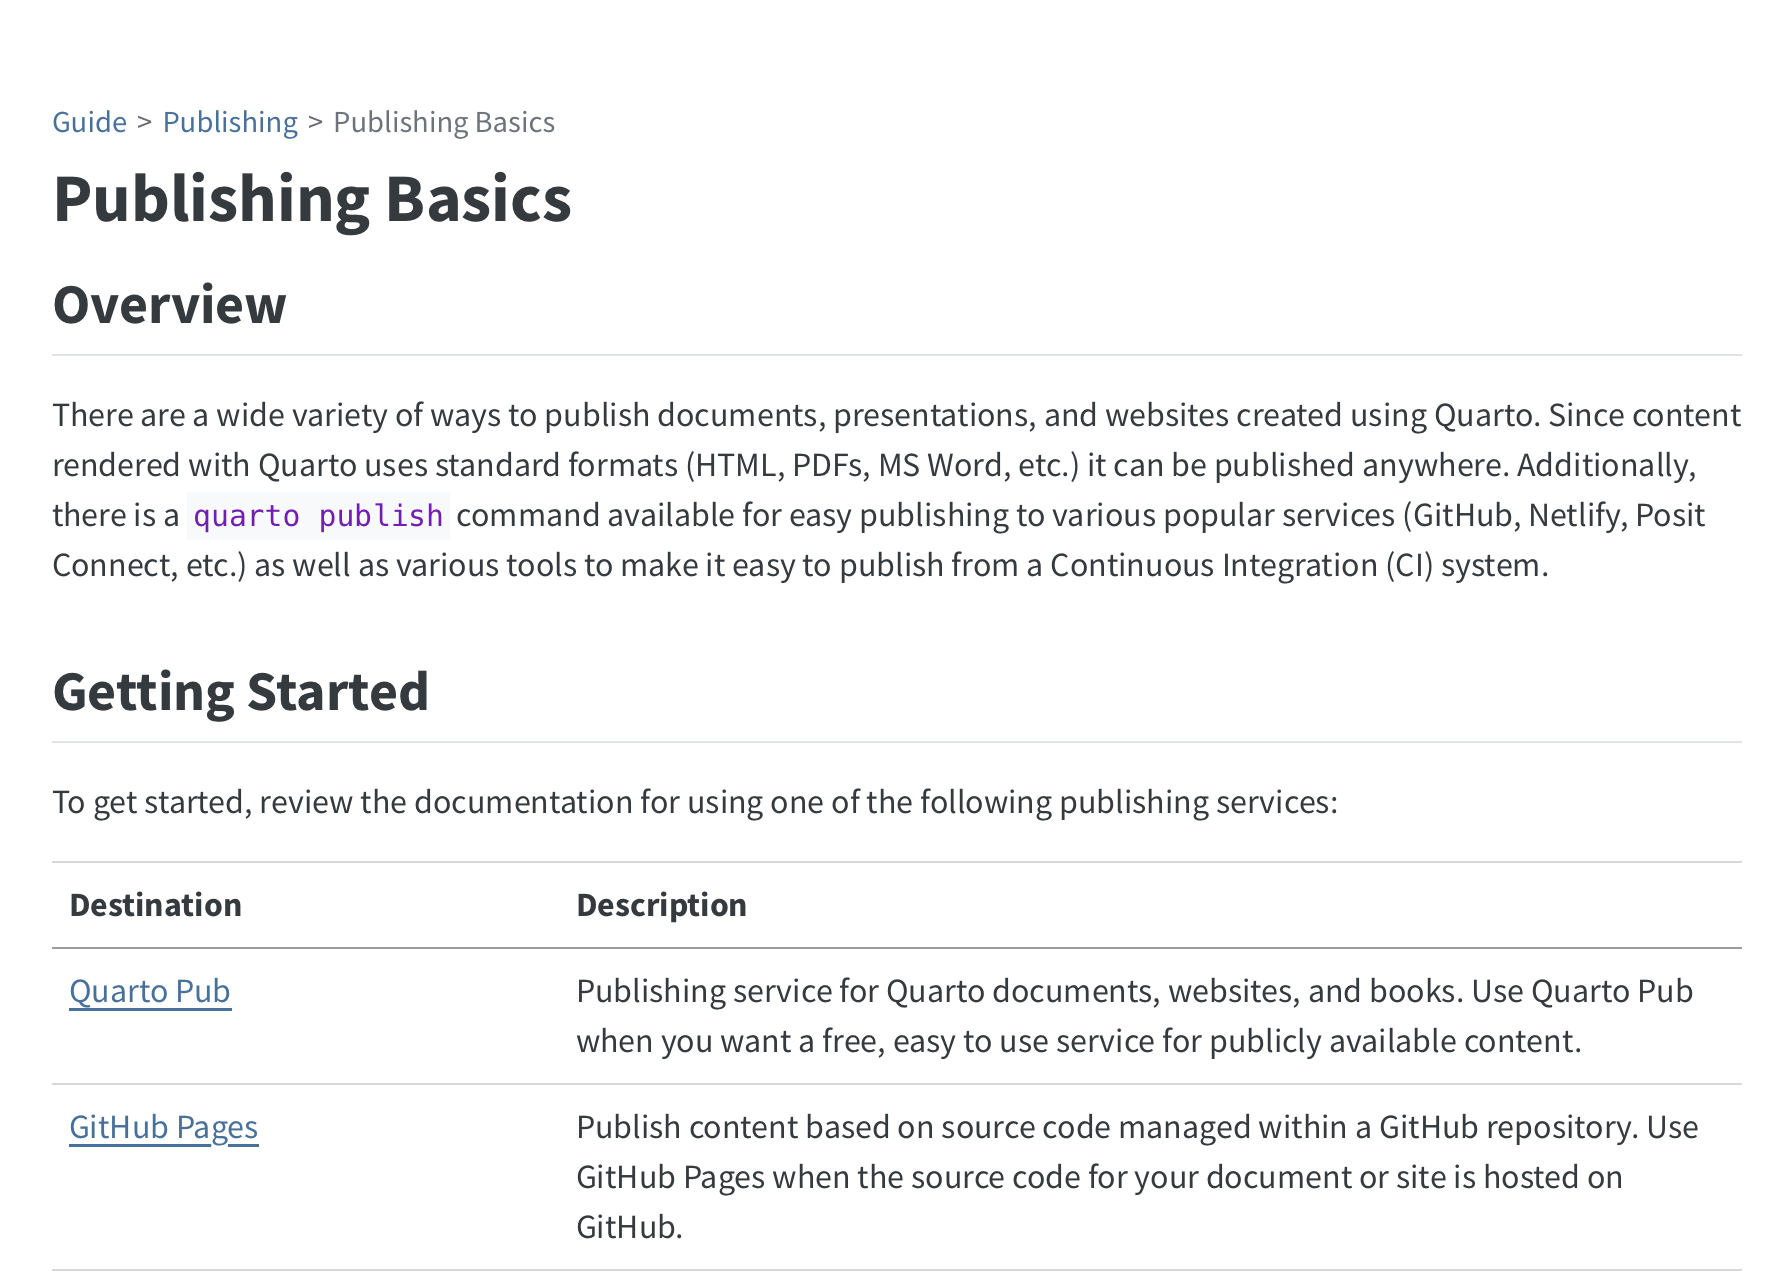 Guide > Publishing > Publishing Basics
Publishing Basics
Overview
There are a wide variety of ways to publish documents, presentations, and websites created using Quarto. Since content
rendered with Quarto uses standard formats (HTML, PDFs, MS Word, etc.) it can be published anywhere. Additionally,
there is a quarto publish command available for easy publishing to various popular services (GitHub, Netlify, Posit
Connect, etc.) as well as various tools to make it easy to publish from a Continuous Integration (CI) system.
Getting Started
To get started, review the documentation for using one of the following publishing services:
Destination Description
Quarto Pub Publishing service for Quarto documents, websites, and books. Use Quarto Pub
when you want a free, easy to use service for publicly available content.
GitHub Pages Publish content based on source code managed within a GitHub repository. Use
GitHub Pages when the source code for your document or site is hosted on
GitHub.